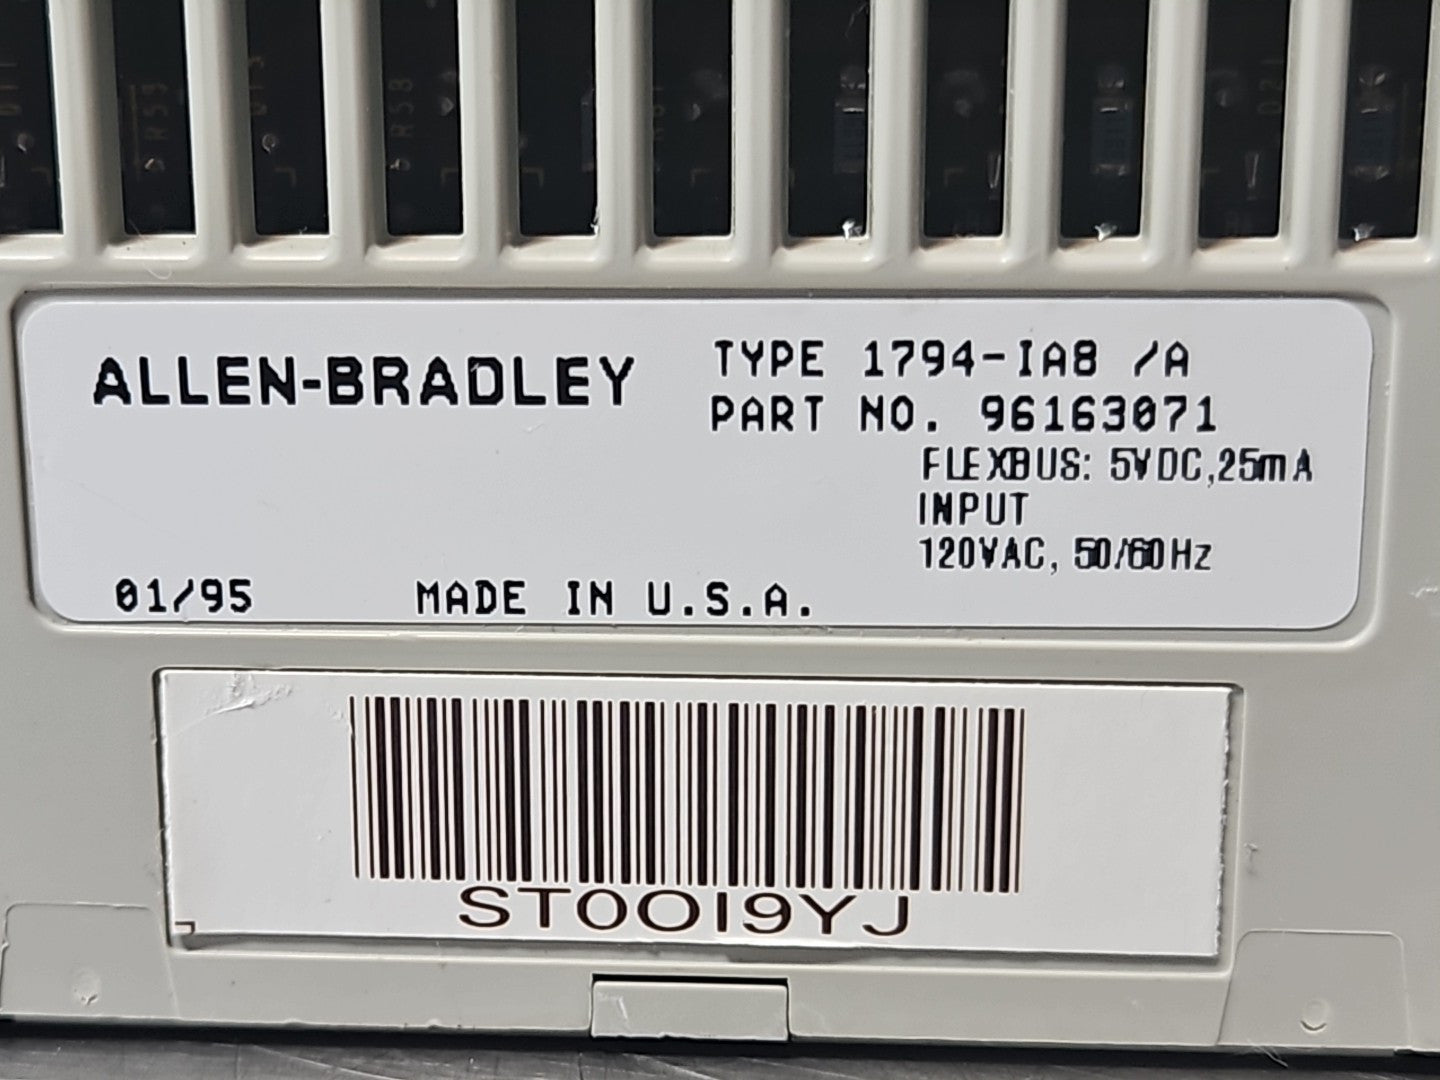 ALLEN-BRADLEY
TYPE 1794-IA8 /A
PART NO. 96163071
FLEXBUS: 5VDC,25mA
INPUT
120VAC, 50/60Hz
01/95 MADE IN U.S.A.
ST0OI9YJ